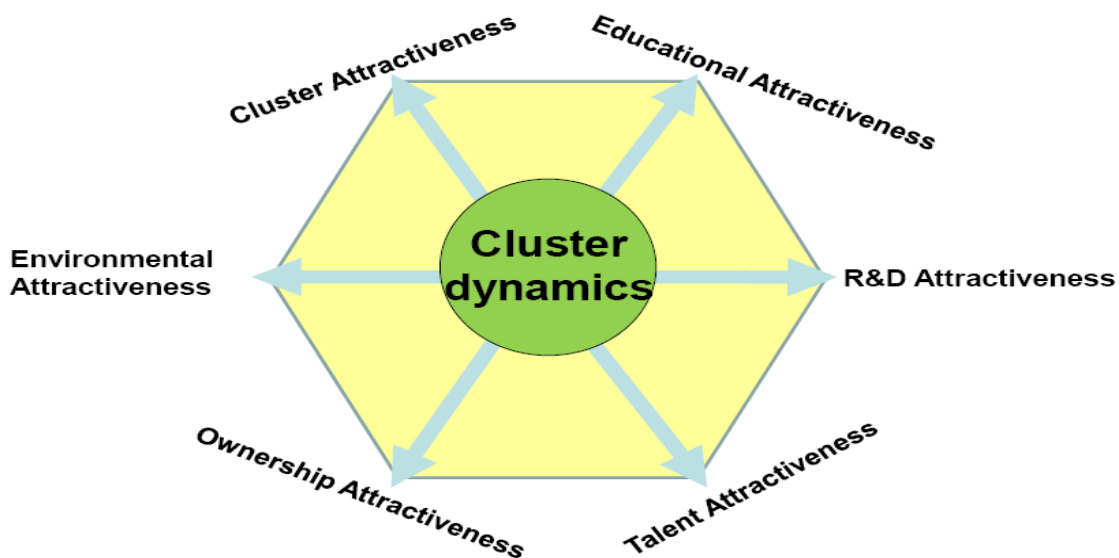 Cluster Attractiveness
Educational Attractiveness
Environmental
Attractiveness
Cluster
dynamics
R&D Attractiveness
Ownership Attractiveness
Talent Attractiveness